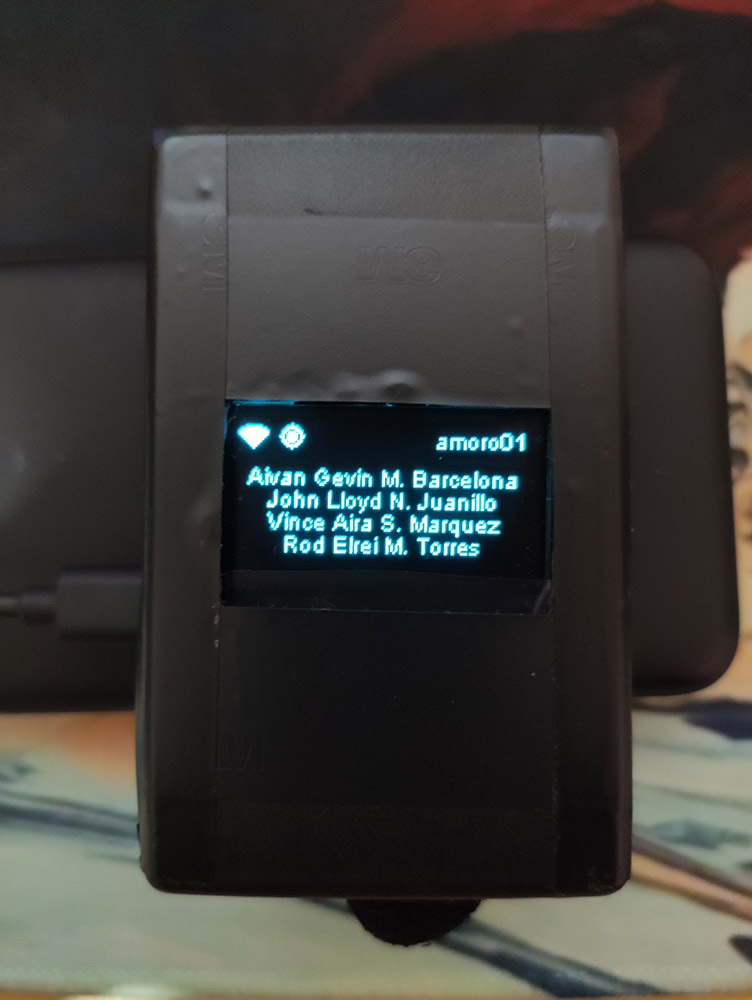 amoro01
Aivan Gevin M. Barcelona
John Lloyd N. Juanillo
Vince Aira S. Marquez
Rod Elrei M. Torres